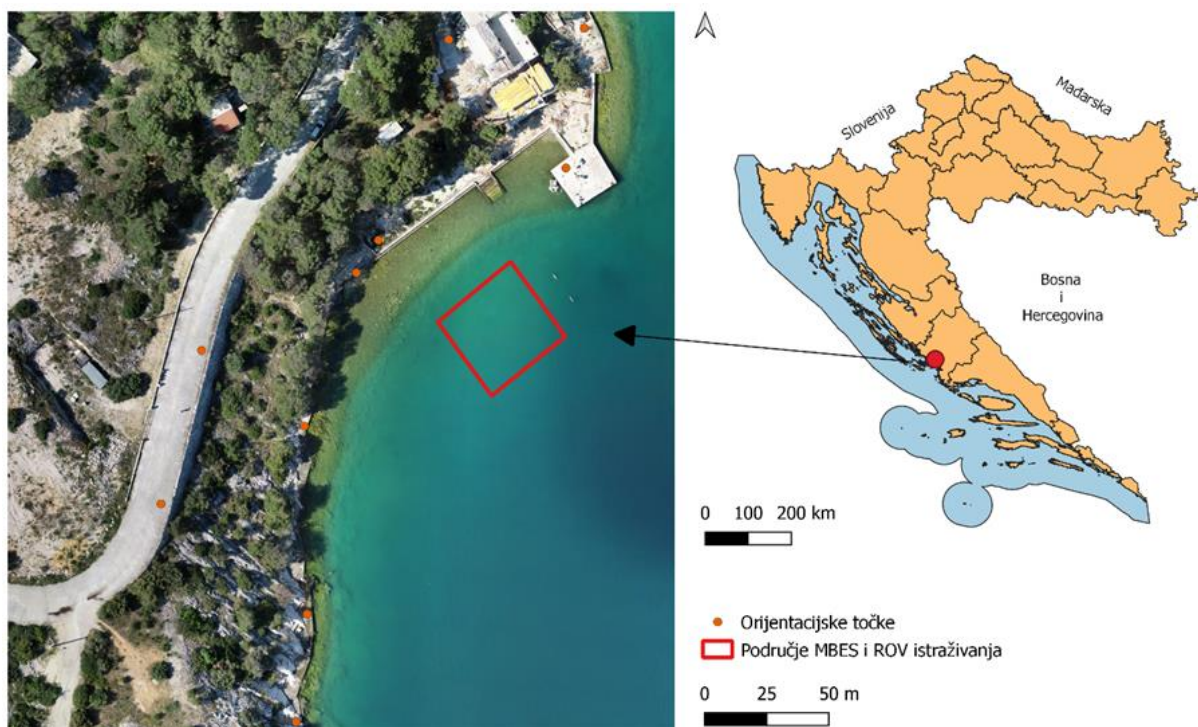 Slovenija
Mađarska
Bosna
i
Hercegovina
0 100 200 km
Orijentacijske točke
Područje MBES i ROV istraživanja
0 25 50 m